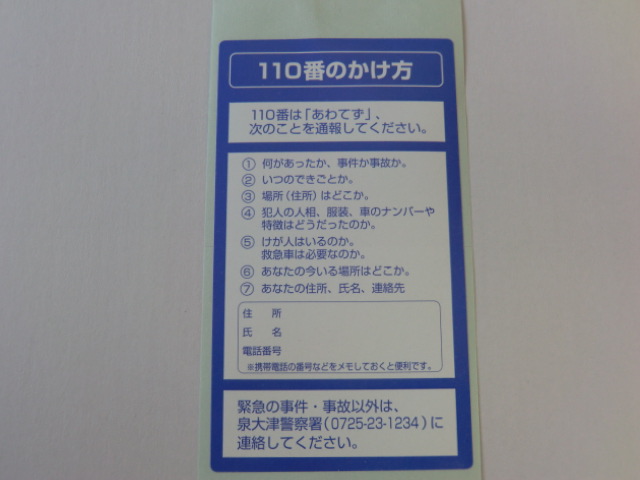 110番のかけ方
110番は「あわてず」、
次のことを通報してください。
① 何があったか、事件か事故か。
② いつのできごとか。
③ 場所（住所）はどこか。
④ 犯人の人相、服装、車のナンバーや
特徴はどうだったのか。
⑤ けが人はいるのか。
救急車は必要なのか。
⑥ あなたの今いる場所はどこか。
⑦ あなたの住所、氏名、連絡先
住　所
氏　名
電話番号
※携帯電話の番号などをメモしておくと便利です。
緊急の事件・事故以外は、
泉大津警察署（0725-23-1234）に
連絡してください。